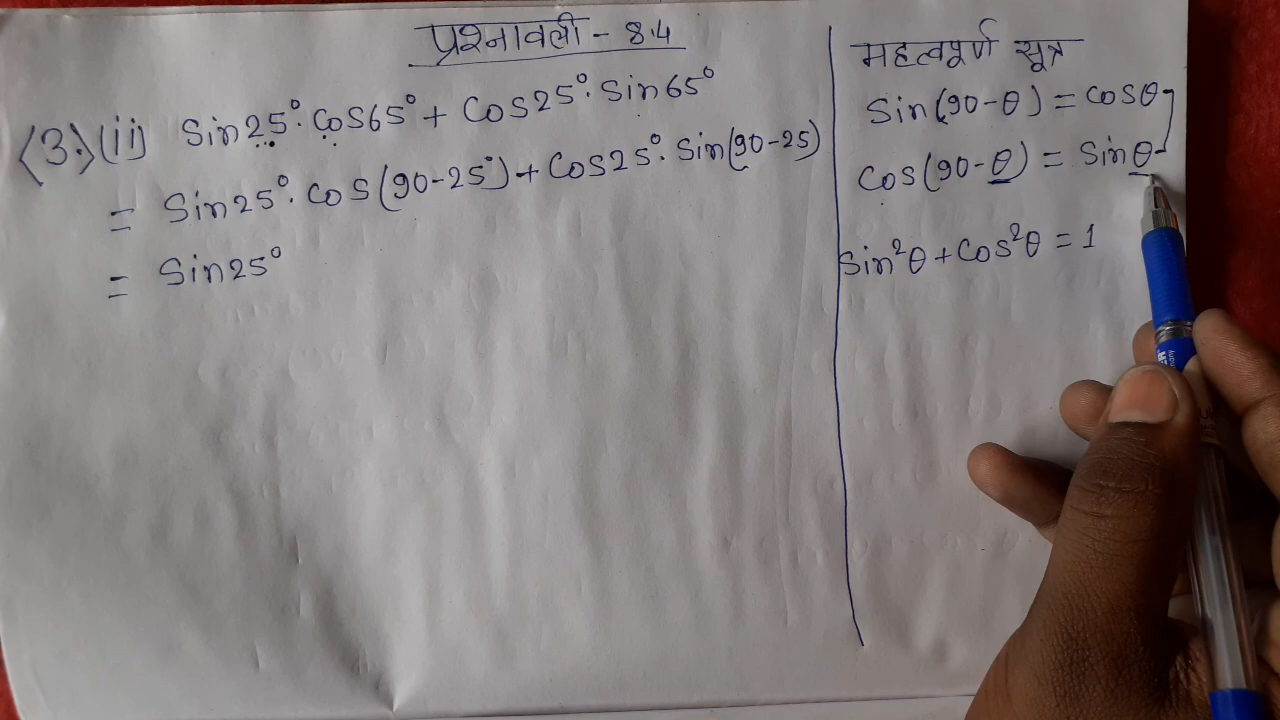 प्रश्नावली - 8.4
(3.) (ii) Sin25°. Cos65° + Cos25°. Sin65°
= Sin25°. Cos(90-25°) + Cos25°. Sin(90-25)
= Sin25°
महत्वपूर्ण सूत्र
Sin(90-θ) = Cosθ
Cos(90-θ) = Sinθ
Sin²θ + Cos²θ = 1